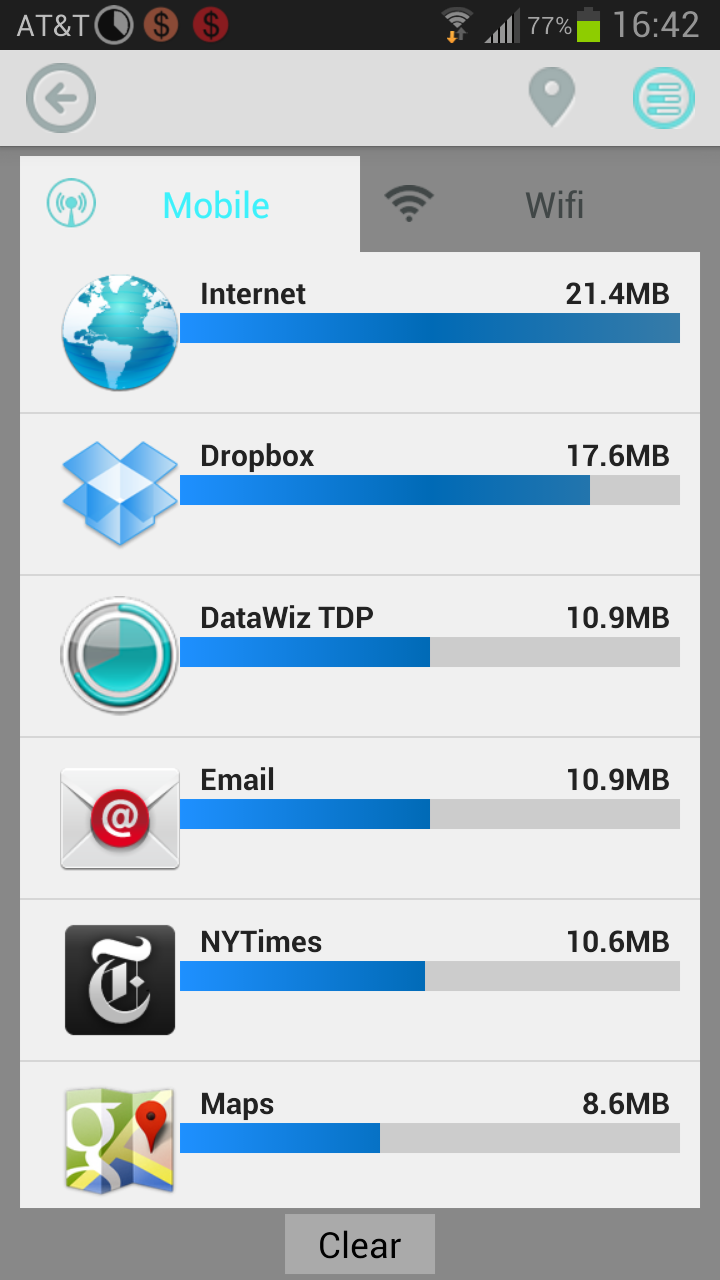 AT&T $ $ 77% 16:42
Mobile Wifi
Internet 21.4MB
Dropbox 17.6MB
DataWiz TDP 10.9MB
@
Email 10.9MB
T
NYTimes 10.6MB
g
Maps 8.6MB
Clear